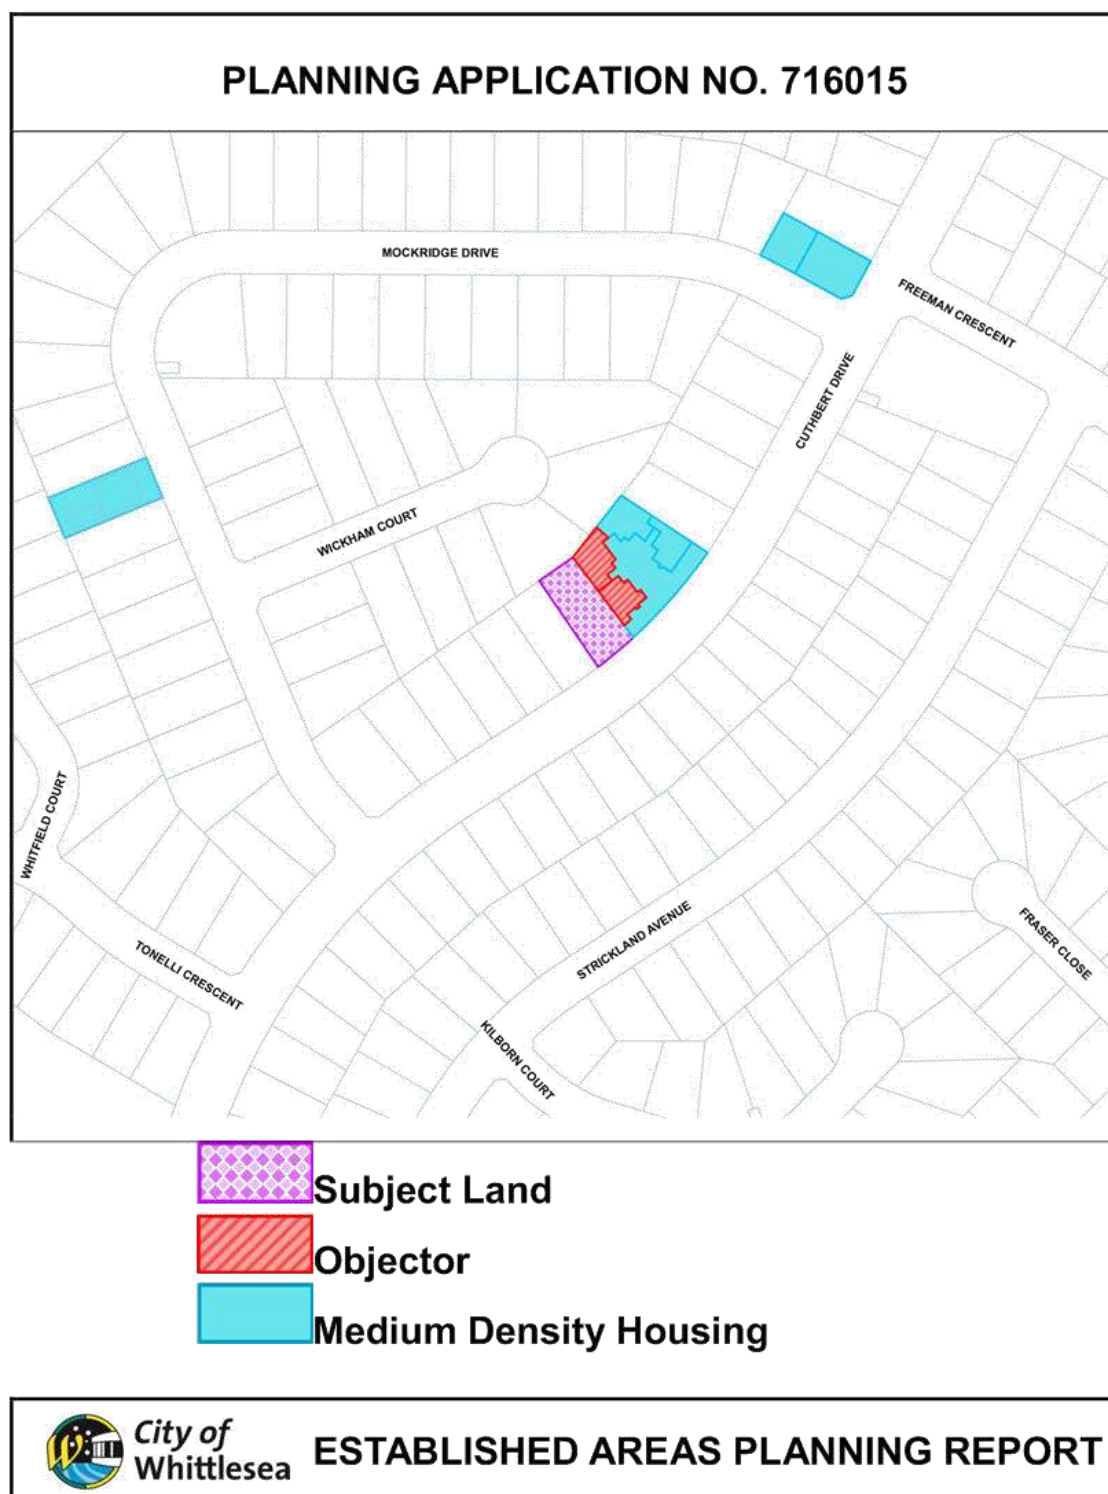 PLANNING APPLICATION NO. 716015
MOCKRIDGE DRIVE
FREEMAN CRESCENT
CUTHBERT DRIVE
WICKHAM COURT
WHITFIELD COURT
STRICKLAND AVENUE
FRASER CLOSE
TONELLI CRESCENT
KILBORN COURT
Subject Land
Objector
Medium Density Housing
City of
Whittlesea
ESTABLISHED AREAS PLANNING REPORT